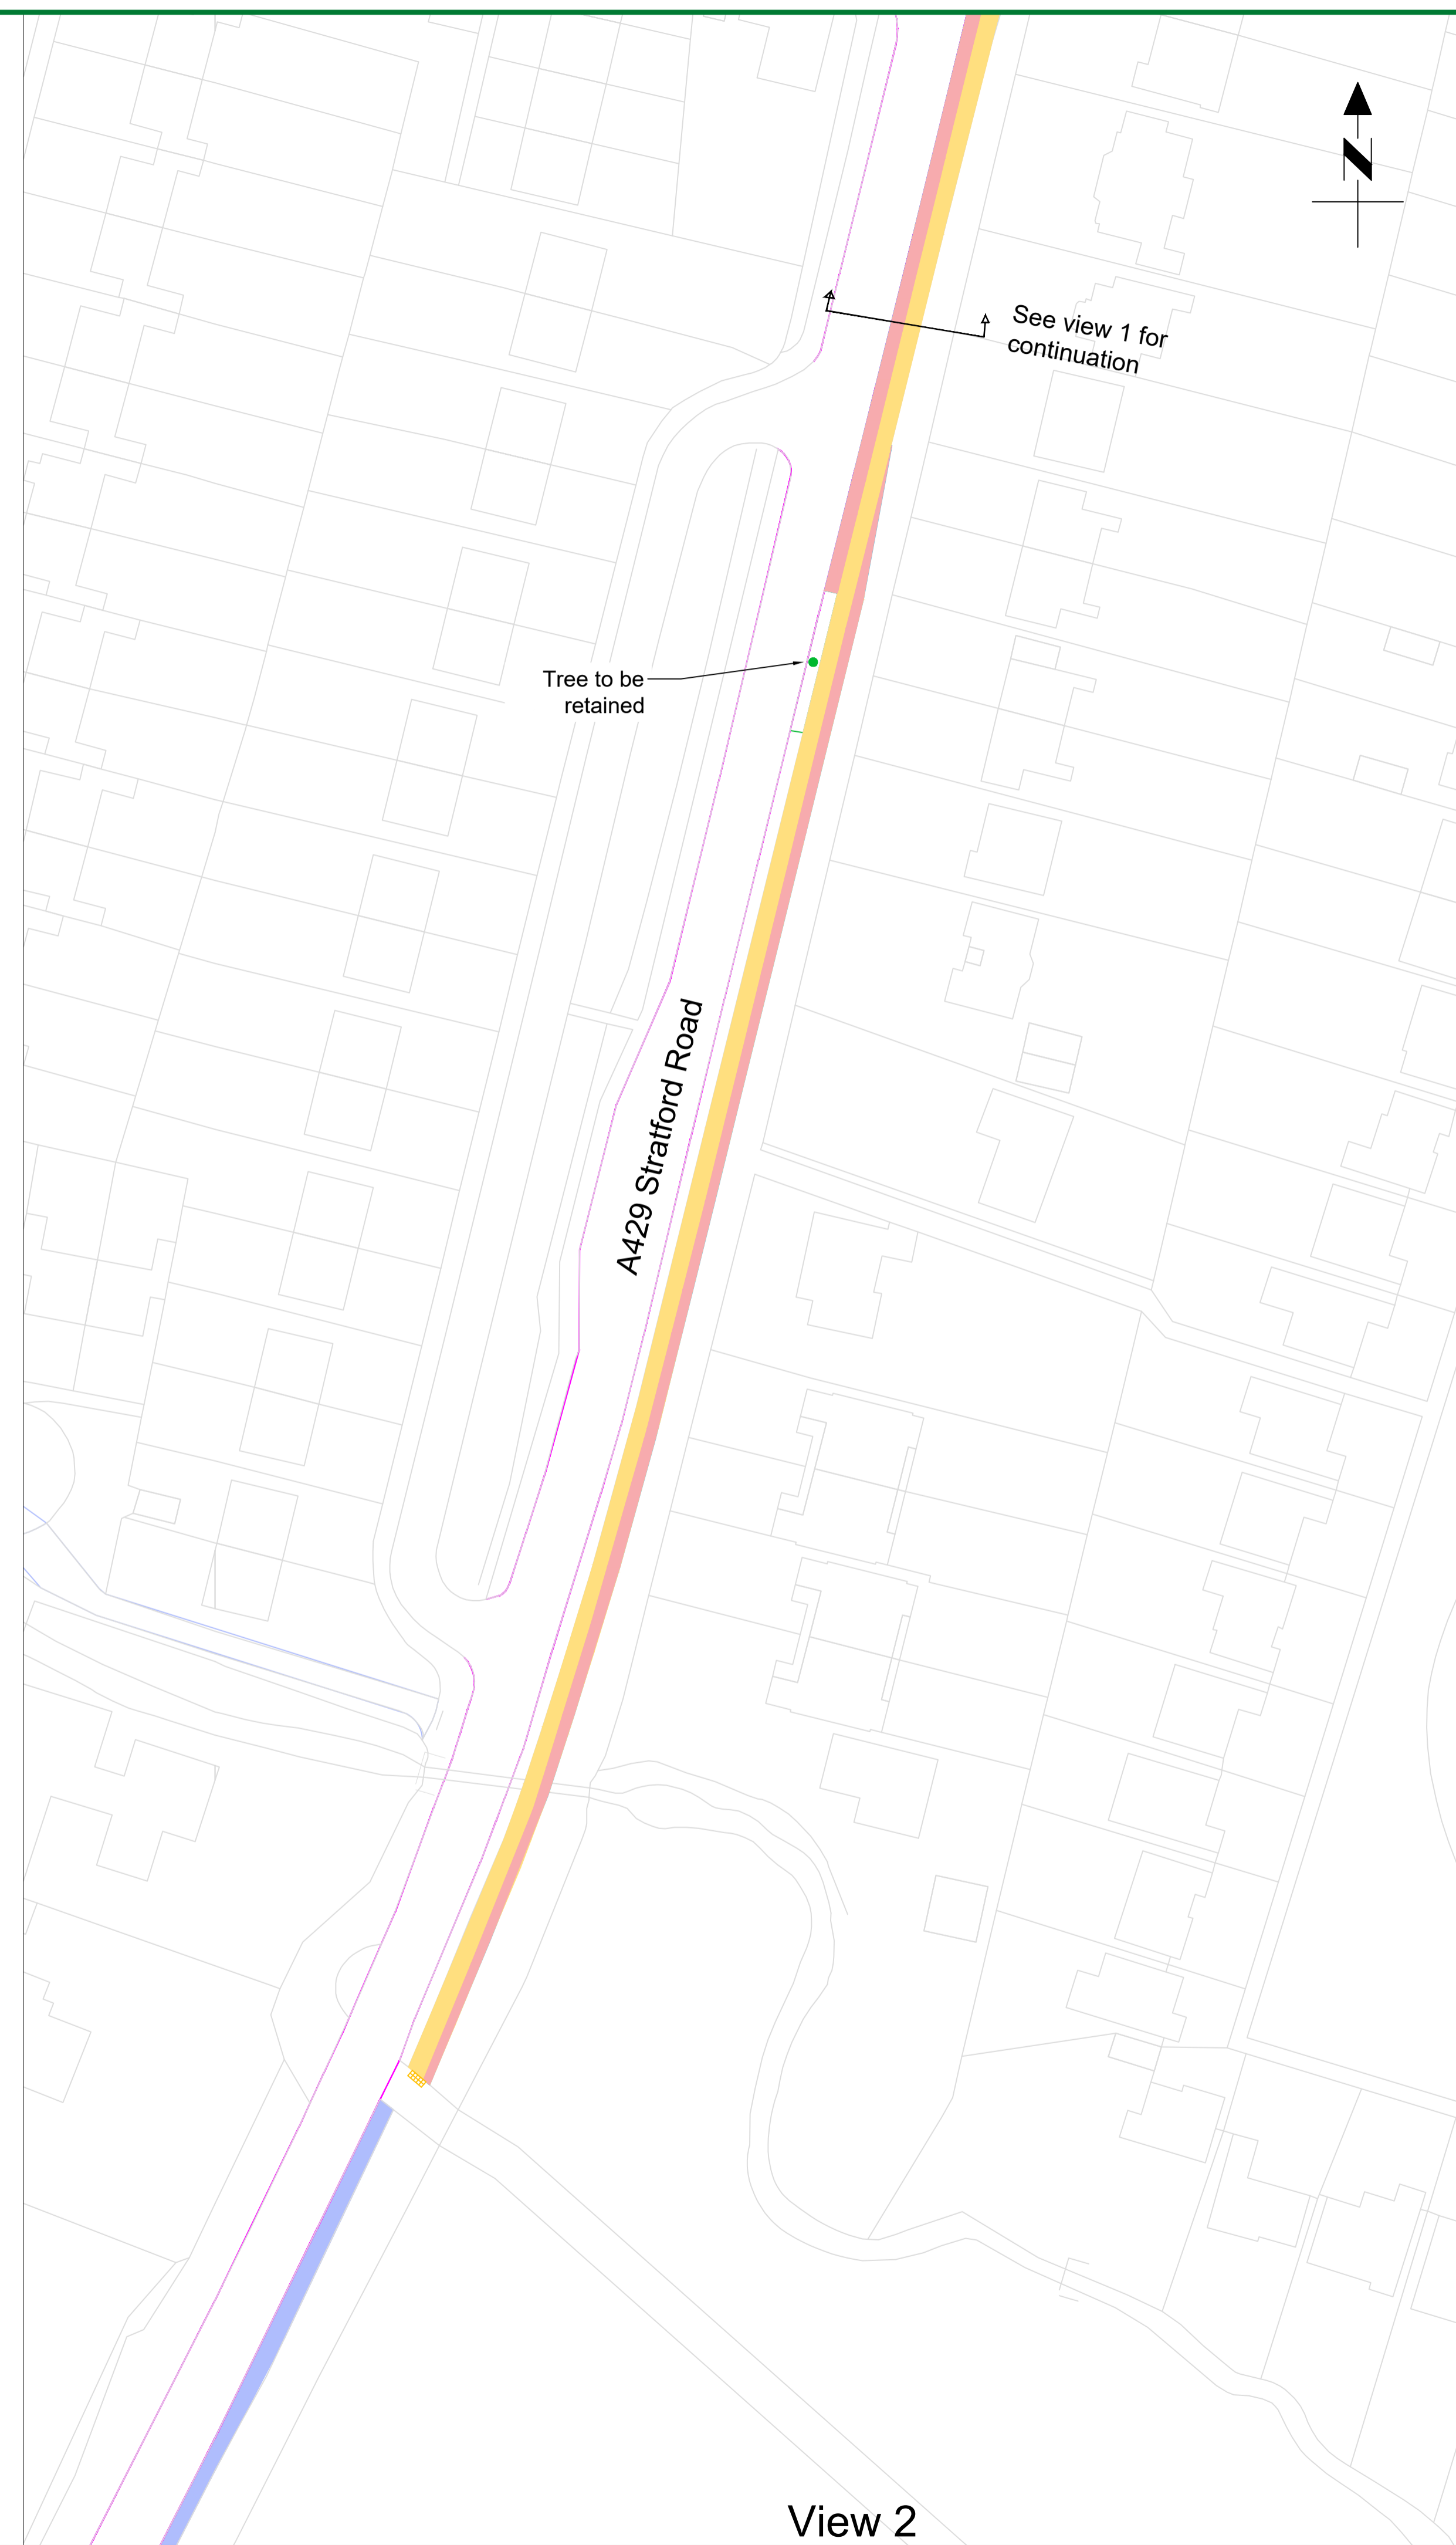 N
See view 1 for
continuation
Tree to be
retained
A429 Stratford Road
View 2